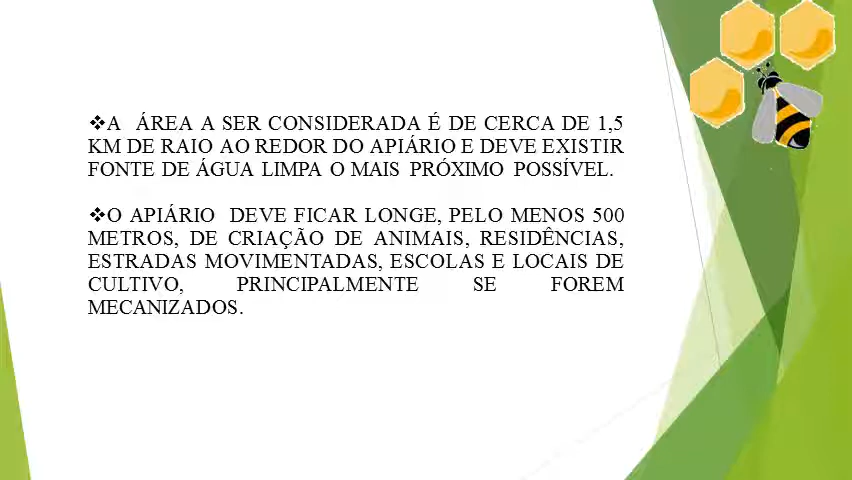 ❖A ÁREA A SER CONSIDERADA É DE CERCA DE 1,5
KM DE RAIO AO REDOR DO APIÁRIO E DEVE EXISTIR
FONTE DE ÁGUA LIMPA O MAIS PRÓXIMO POSSÍVEL.
❖O APIÁRIO DEVE FICAR LONGE, PELO MENOS 500
METROS, DE CRIAÇÃO DE ANIMAIS, RESIDÊNCIAS,
ESTRADAS MOVIMENTADAS, ESCOLAS E LOCAIS DE
CULTIVO, PRINCIPALMENTE SE FOREM
MECANIZADOS.